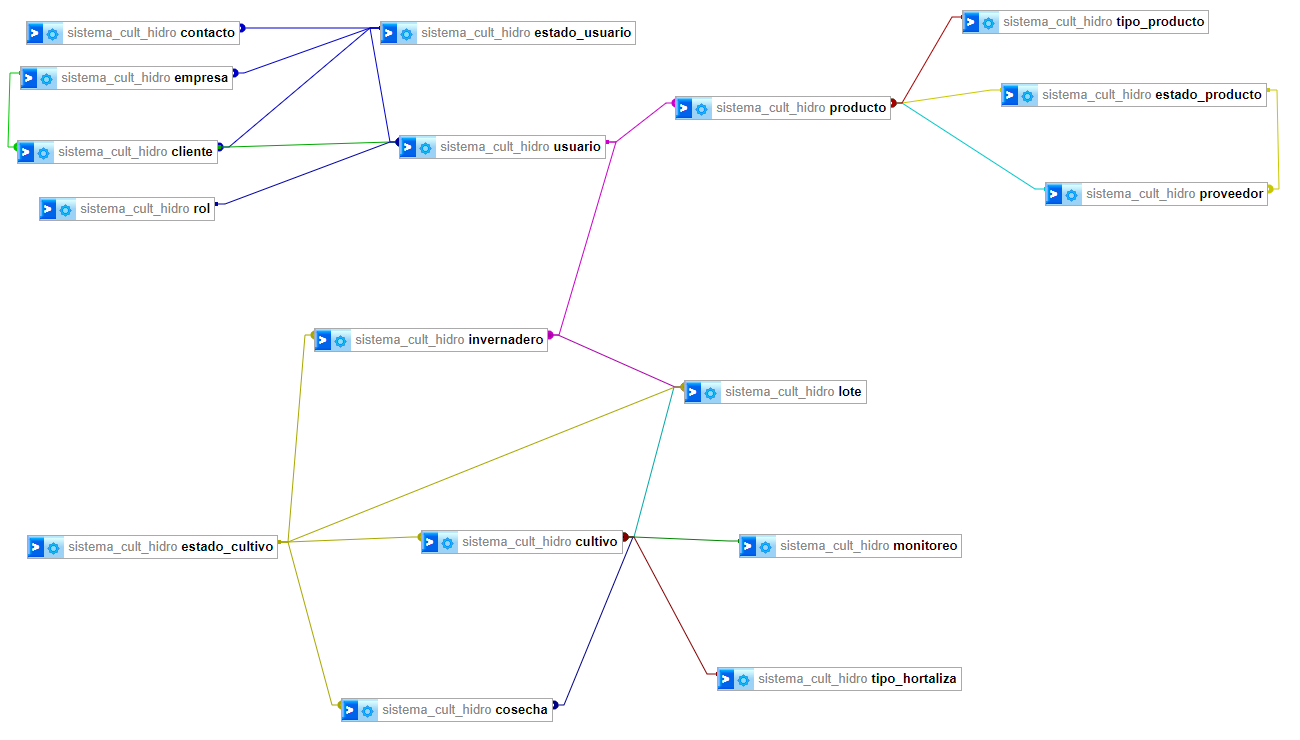 sistema_cult_hidro contacto
sistema_cult_hidro estado_usuario
sistema_cult_hidro tipo_producto
sistema_cult_hidro empresa
sistema_cult_hidro estado_producto
sistema_cult_hidro producto
sistema_cult_hidro cliente
sistema_cult_hidro usuario
sistema_cult_hidro proveedor
sistema_cult_hidro rol
sistema_cult_hidro invernadero
sistema_cult_hidro lote
sistema_cult_hidro estado_cultivo
sistema_cult_hidro cultivo
sistema_cult_hidro monitoreo
sistema_cult_hidro tipo_hortaliza
sistema_cult_hidro cosecha